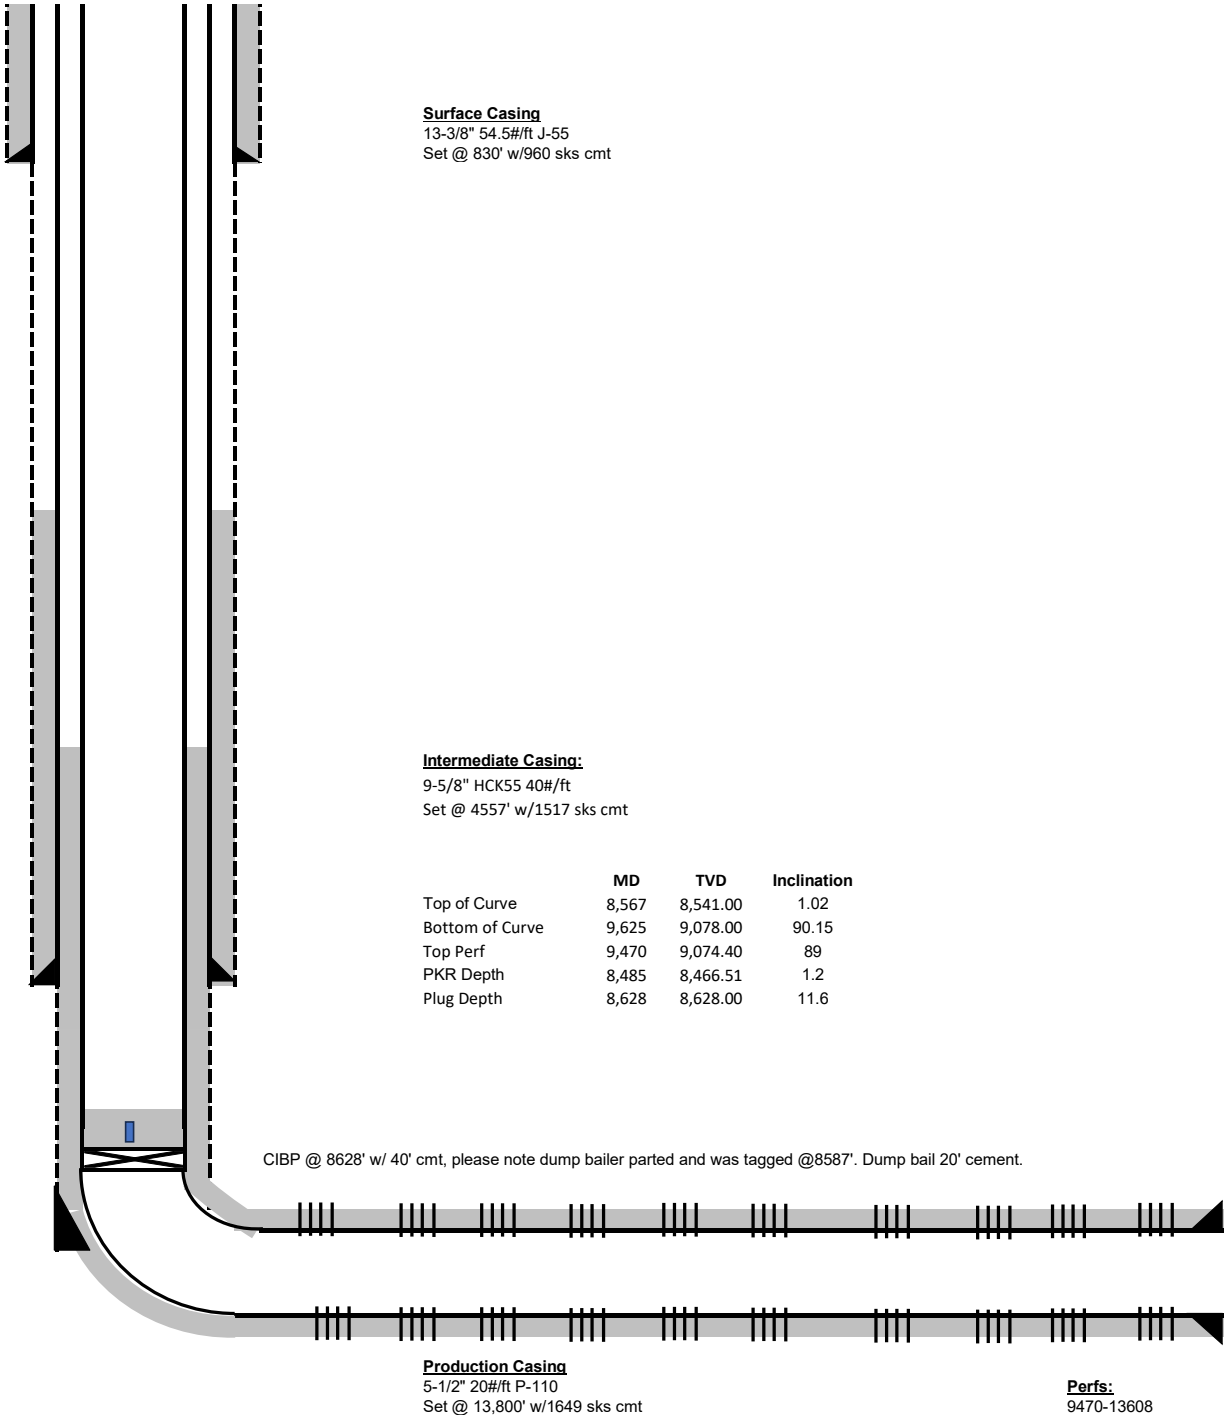 Surface Casing
13-3/8" 54.5#/ft J-55
Set @ 830' w/960 sks cmt
Intermediate Casing:
9-5/8" HCK55 40#/ft
Set @ 4557' w/1517 sks cmt
MD TVD Inclination
Top of Curve 8,567 8,541.00 1.02
Bottom of Curve 9,625 9,078.00 90.15
Top Perf 9,470 9,074.40 89
PKR Depth 8,485 8,466.51 1.2
Plug Depth 8,628 8,628.00 11.6
CIBP @ 8628' w/ 40' cmt, please note dump bailer parted and was tagged @8587'. Dump bail 20' cement.
Production Casing
5-1/2" 20#/ft P-110
Set @ 13,800' w/1649 sks cmt
Perfs:
9470-13608